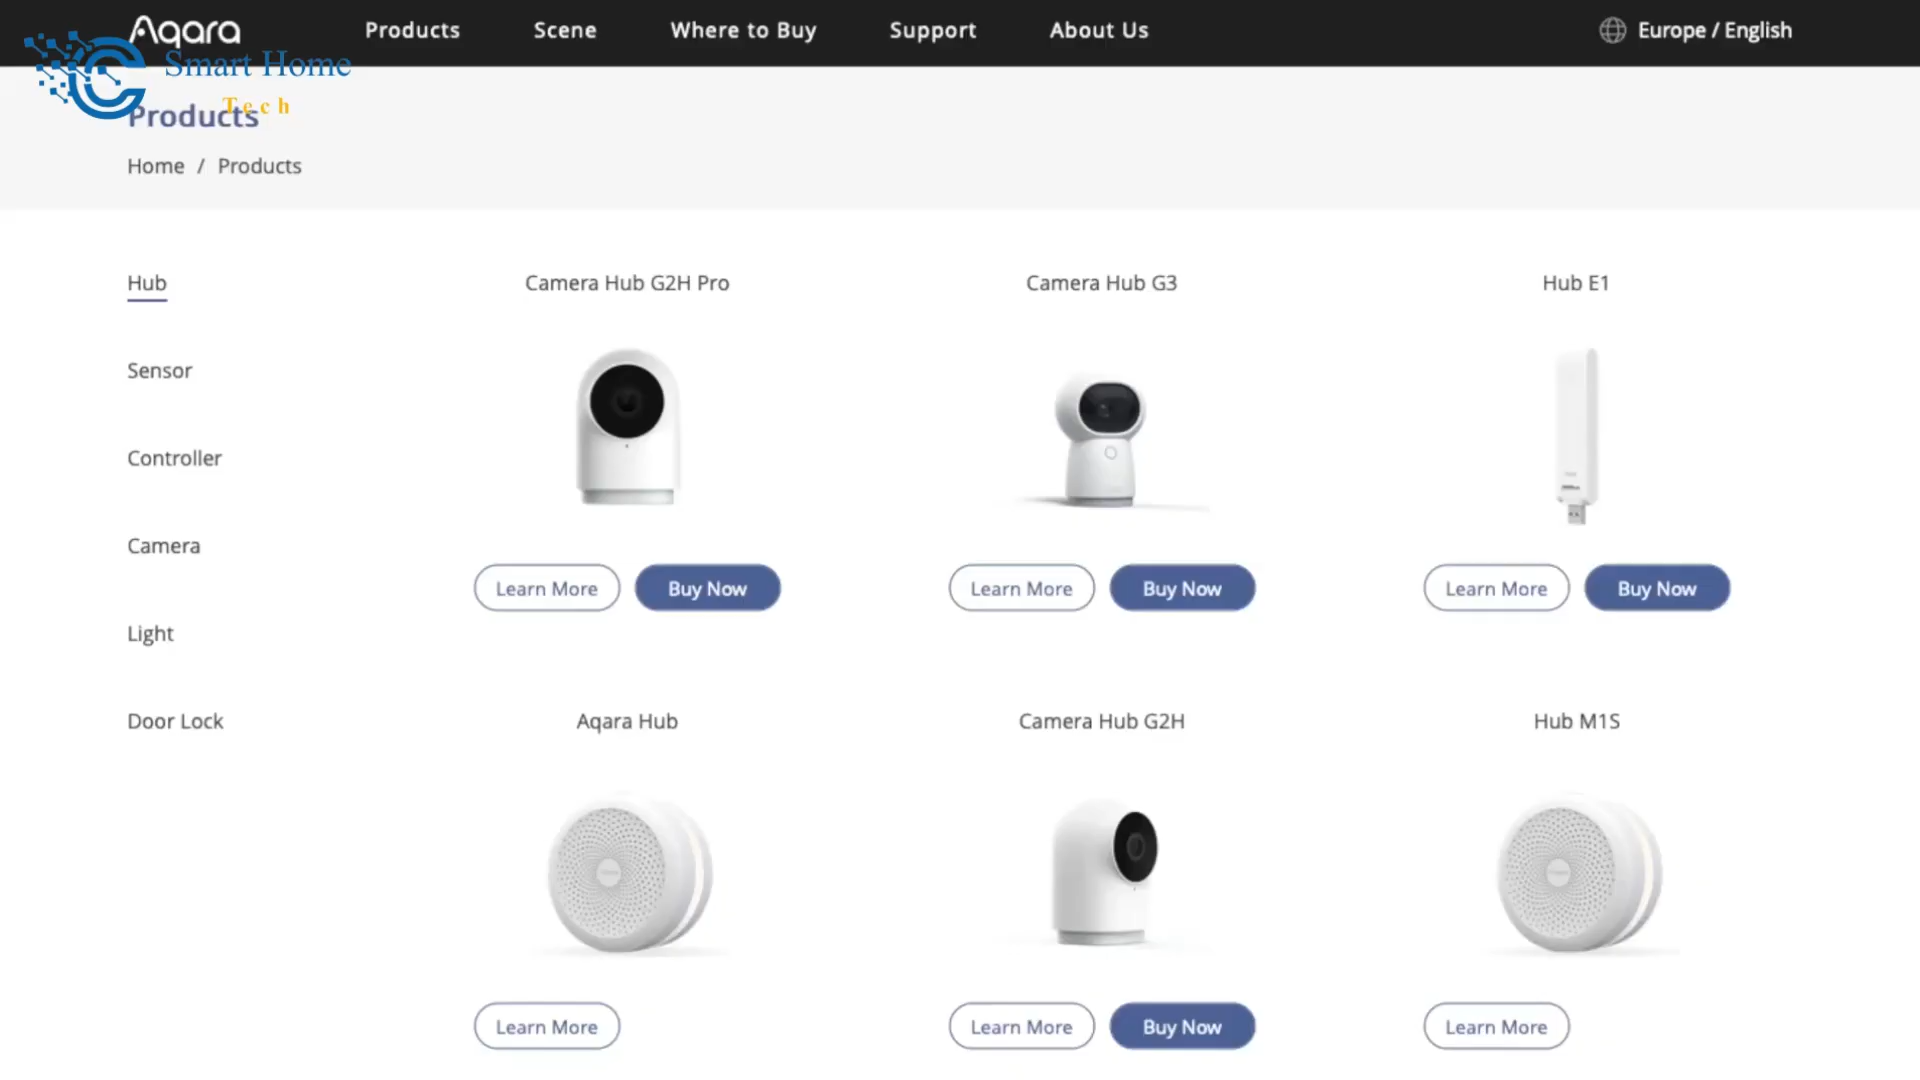 Aqara
Products
Scene
Where to Buy
Support
About Us
Europe / English
Smart Home
Tech
Products
Home / Products
Hub
Sensor
Controller
Camera
Light
Door Lock
Camera Hub G2H Pro
Camera Hub G3
Hub E1
Learn More
Buy Now
Learn More
Buy Now
Learn More
Buy Now
Aqara Hub
Camera Hub G2H
Hub M1S
Learn More
Learn More
Buy Now
Learn More